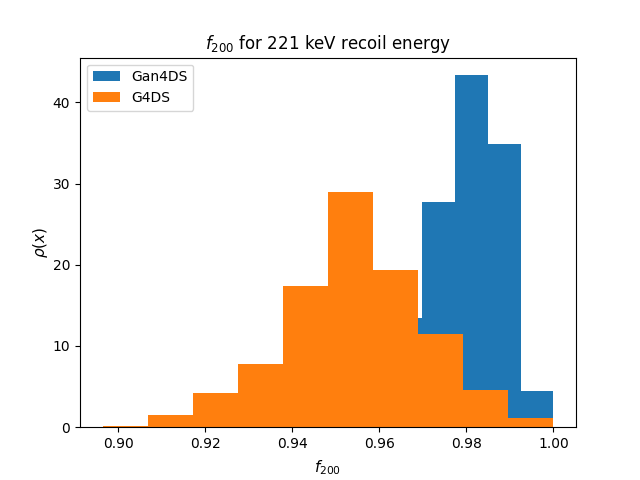 f₂₀₀ for 221 keV recoil energy
Gan4DS
G4DS
40
30
20
10
0
ρ(x)
0.90 0.92 0.94 0.96 0.98 1.00
f₂₀₀